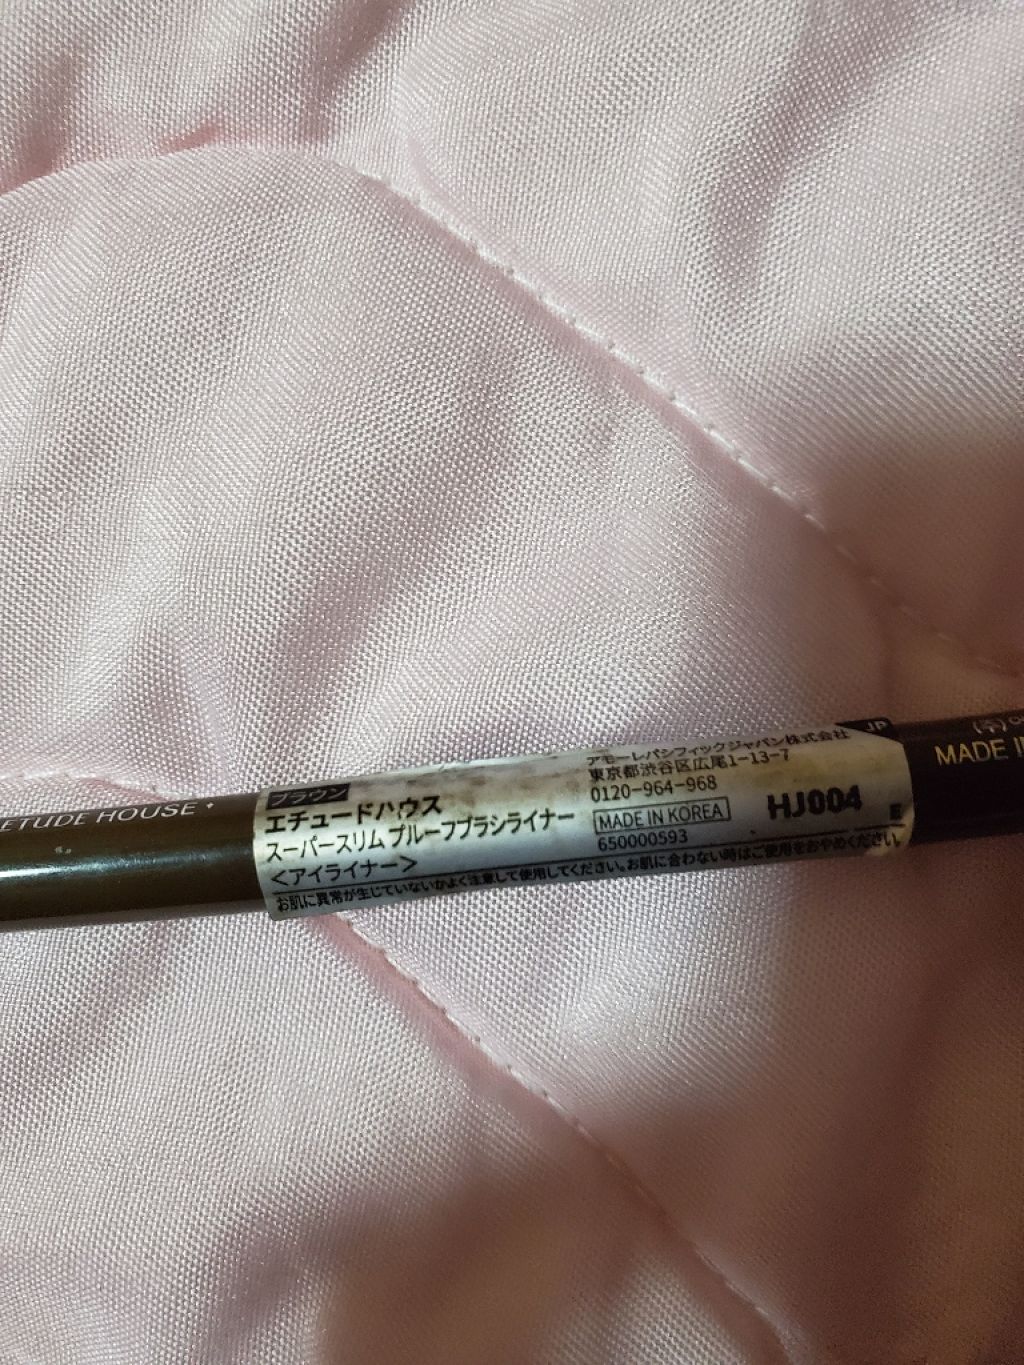 ETUDE HOUSE
ブラウン
エチュードハウス
スーパースリム プルーフブラシライナー
＜アイライナー＞
アモーレパシフィックジャパン株式会社
東京都渋谷区広尾1-13-7
0120-964-968
MADE IN KOREA
650000593
HJ004
E
お肌に異常が生じていないかよく注意して使用してください。お肌に合わない時はご使用をおやめください。
JP
(주)
MADE